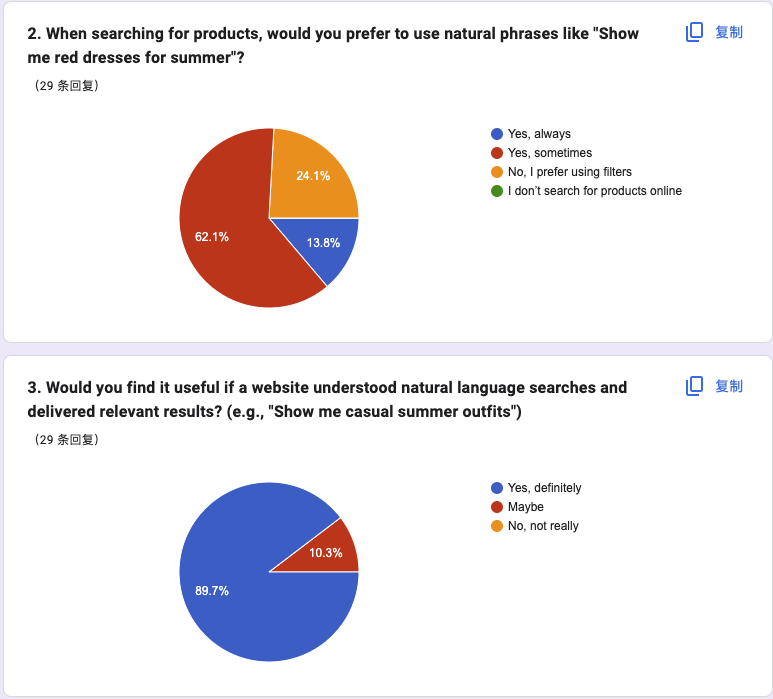 2. When searching for products, would you prefer to use natural phrases like "Show
me red dresses for summer"?
复制
(29 条回复)
Yes, always
Yes, sometimes
No, I prefer using filters
I don’t search for products online
24.1%
62.1%
13.8%
3. Would you find it useful if a website understood natural language searches and
delivered relevant results? (e.g., "Show me casual summer outfits")
复制
(29 条回复)
Yes, definitely
Maybe
No, not really
10.3%
89.7%